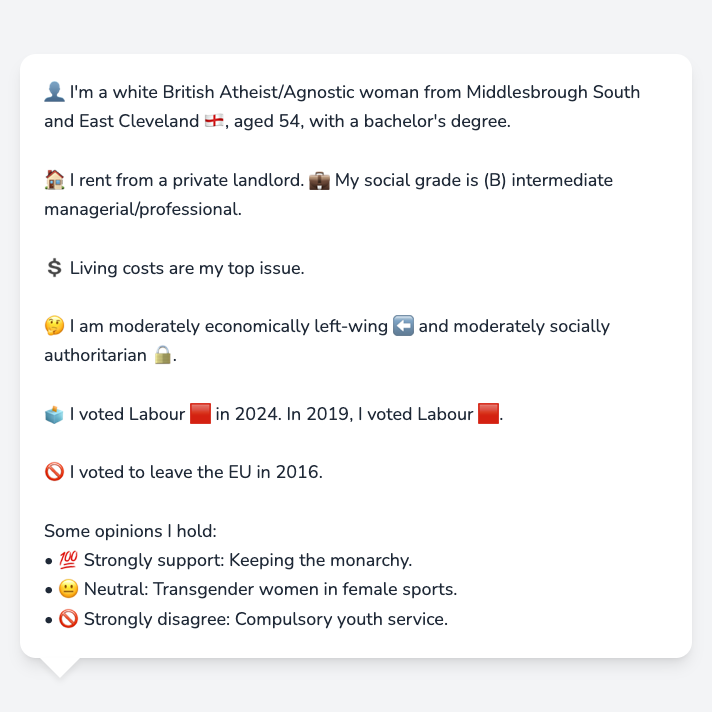 👤 I'm a white British Atheist/Agnostic woman from Middlesbrough South
and East Cleveland 🏴󠁧󠁢󠁥󠁮󠁧󠁿, aged 54, with a bachelor's degree.
🏠 I rent from a private landlord. 💼 My social grade is (B) intermediate
managerial/professional.
💲 Living costs are my top issue.
🤔 I am moderately economically left-wing ⬅️ and moderately socially
authoritarian 🔒.
🗳️ I voted Labour 🟥 in 2024. In 2019, I voted Labour 🟥.
🚫 I voted to leave the EU in 2016.
Some opinions I hold:
• 💯 Strongly support: Keeping the monarchy.
• 😐 Neutral: Transgender women in female sports.
• 🚫 Strongly disagree: Compulsory youth service.